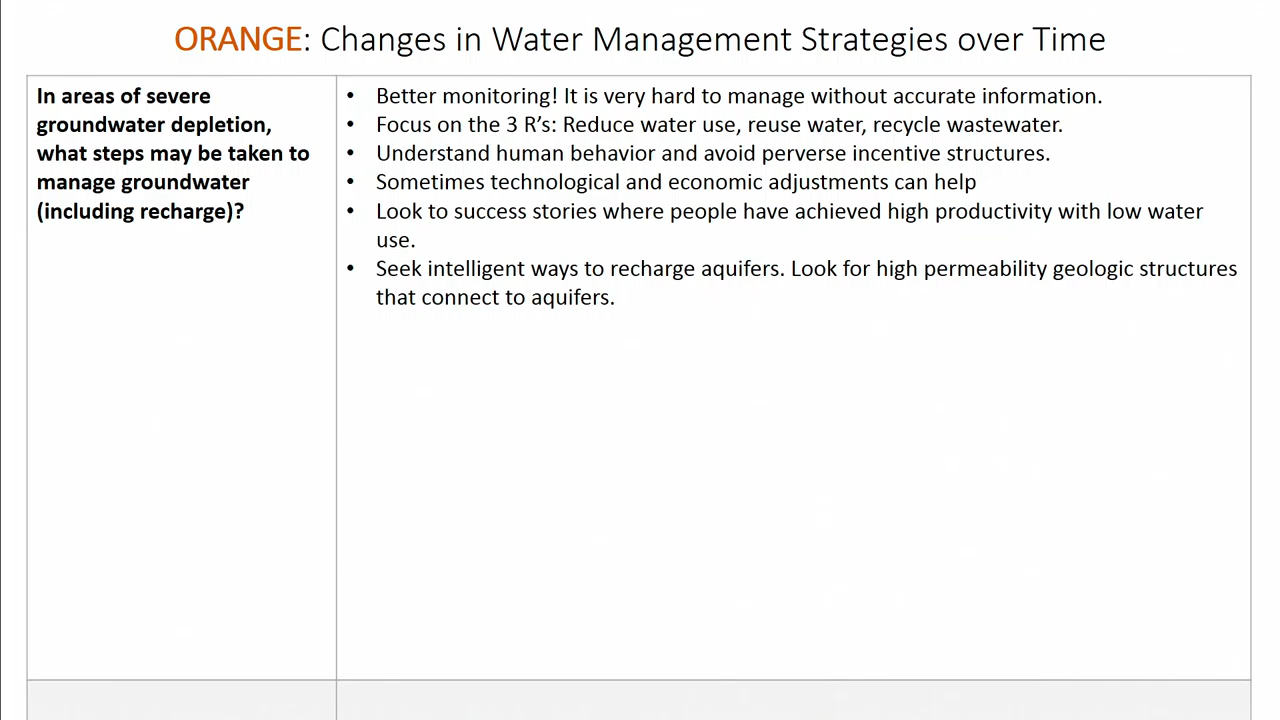 ORANGE: Changes in Water Management Strategies over Time
In areas of severe
groundwater depletion,
what steps may be taken to
manage groundwater
(including recharge)?
• Better monitoring! It is very hard to manage without accurate information.
• Focus on the 3 R’s: Reduce water use, reuse water, recycle wastewater.
• Understand human behavior and avoid perverse incentive structures.
• Sometimes technological and economic adjustments can help
• Look to success stories where people have achieved high productivity with low water
use.
• Seek intelligent ways to recharge aquifers. Look for high permeability geologic structures
that connect to aquifers.